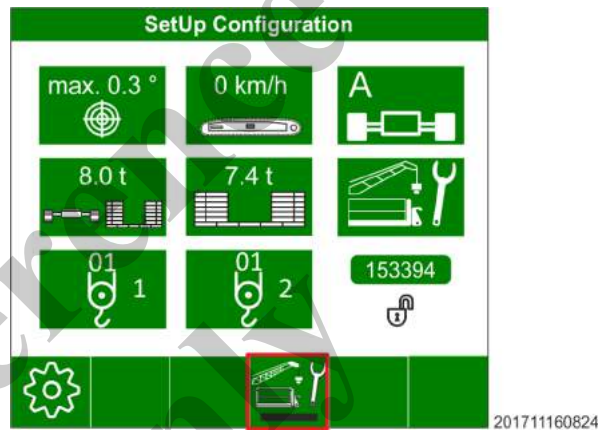 SetUp Configuration
max. 0.3 °
0 km/h
A
8.0 t
7.4 t
01
1
01
2
153394
201711160824